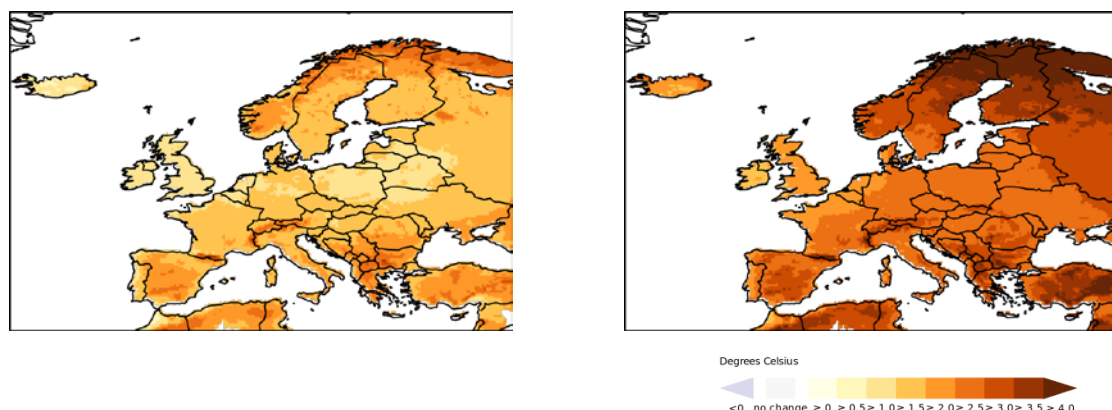 Degrees Celsius
<0 no change ≥ 0 ≥ 0.5 ≥ 1.0 ≥ 1.5 ≥ 2.0 ≥ 2.5 ≥ 3.0 ≥ 3.5 ≥ 4.0